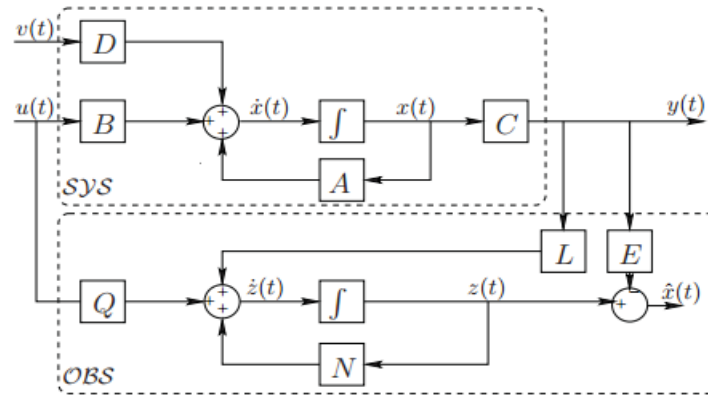 v(t) D
u(t) B + + + ẋ(t) ∫ x(t) C y(t)
A
SYS
L E
Q + + + ż(t) ∫ z(t) + − x̂(t)
N
OBS